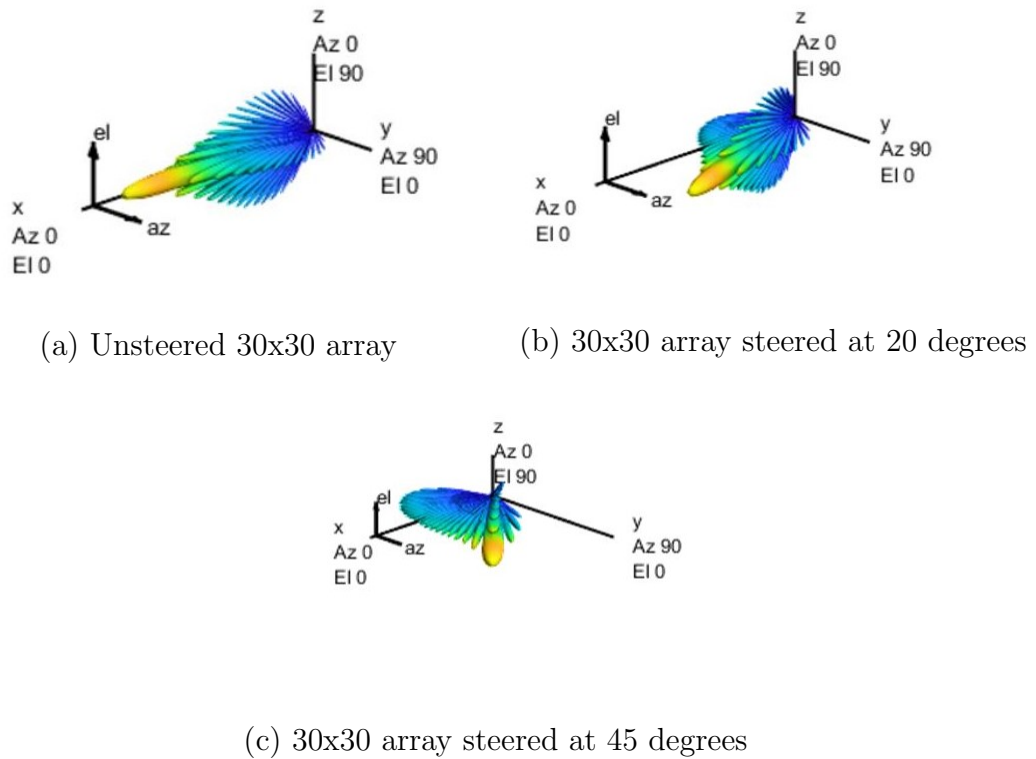 z
Az 0
El 90
el
y
Az 90
El 0
x
Az 0
El 0
az
(a) Unsteered 30x30 array
z
Az 0
El 90
el
y
Az 90
El 0
x
Az 0
El 0
az
(b) 30x30 array steered at 20 degrees
z
Az 0
El 90
el
x
Az 0
El 0
az
y
Az 90
El 0
(c) 30x30 array steered at 45 degrees